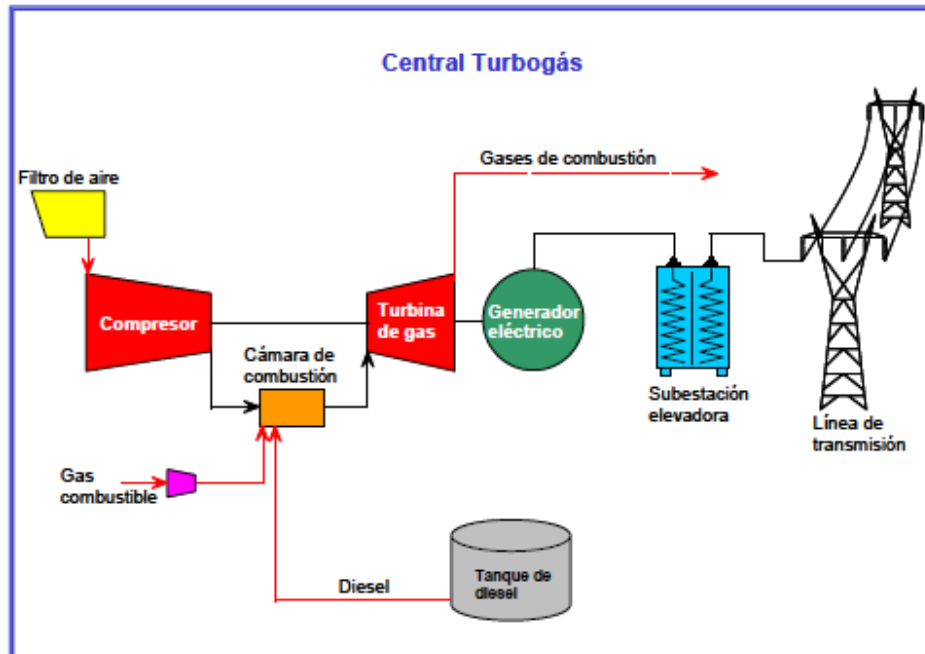 Central Turbogás
Gases de combustión
Filtro de aire
Compresor
Turbina
de gas
Generador
eléctrico
Cámara de
combustión
Subestación
elevadora
Línea de
transmisión
Gas
combustible
Diesel
Tanque de
diesel